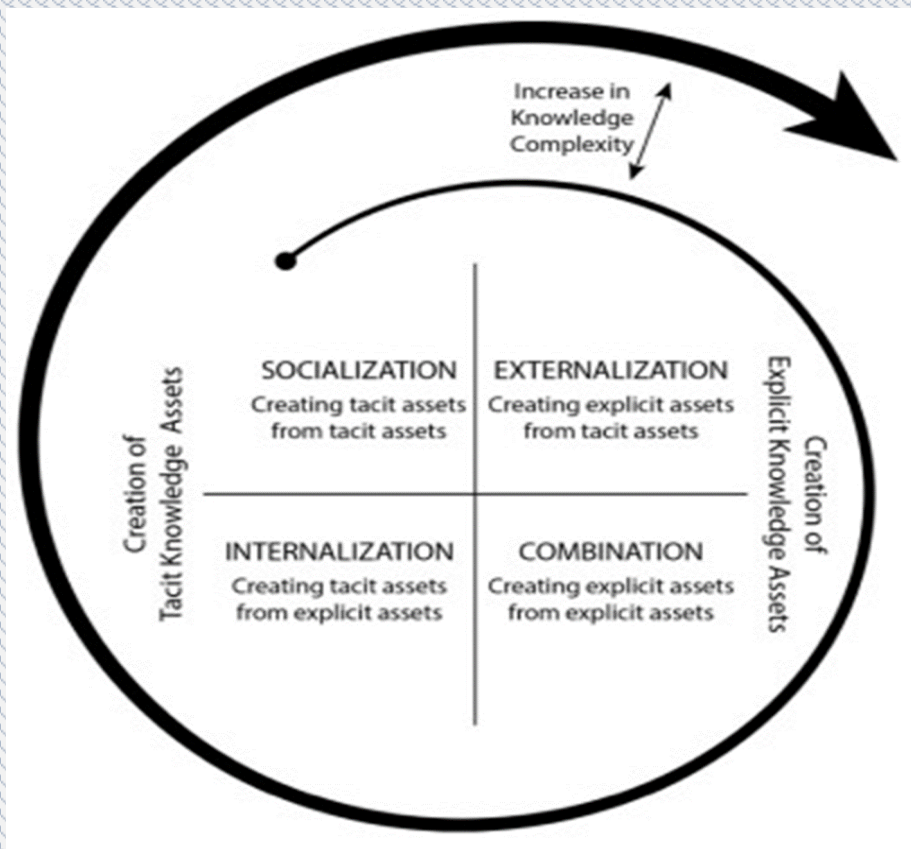 Increase in
Knowledge
Complexity
SOCIALIZATION
Creating tacit assets
from tacit assets
EXTERNALIZATION
Creating explicit assets
from tacit assets
Creation of
Tacit Knowledge Assets
Creation of
Explicit Knowledge Assets
INTERNALIZATION
Creating tacit assets
from explicit assets
COMBINATION
Creating explicit assets
from explicit assets